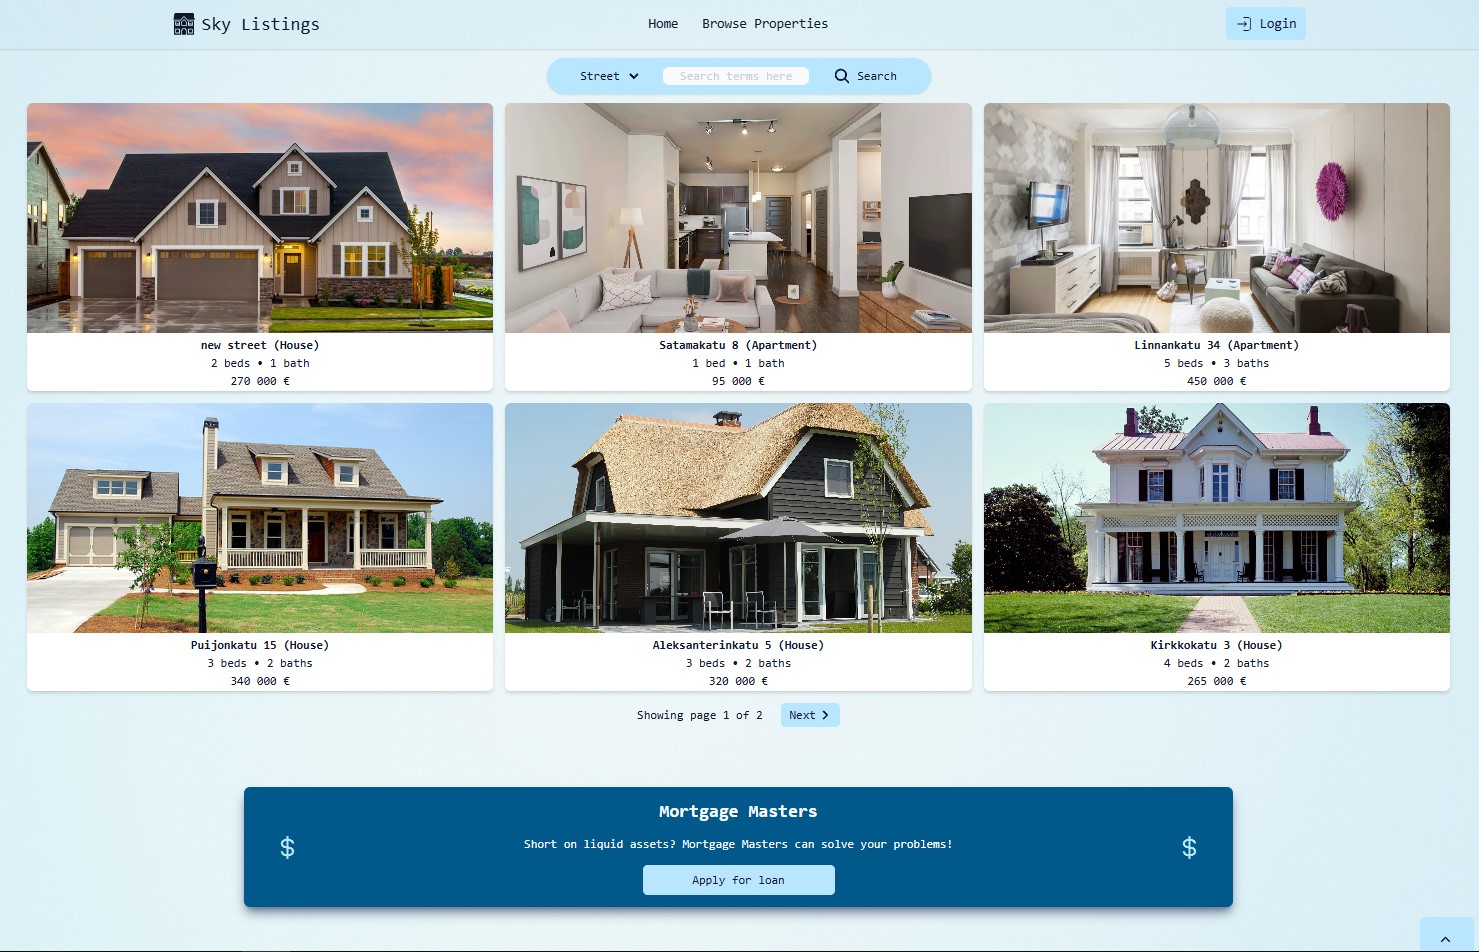 Sky Listings
Home
Browse Properties
Login
Street
Search terms here
Search
new street (House)
2 beds • 1 bath
270 000 €
Satamakatu 8 (Apartment)
1 bed • 1 bath
95 000 €
Linnankatu 34 (Apartment)
5 beds • 3 baths
450 000 €
Puijonkatu 15 (House)
3 beds • 2 baths
340 000 €
Aleksanterinkatu 5 (House)
3 beds • 2 baths
320 000 €
Kirkkokatu 3 (House)
4 beds • 2 baths
265 000 €
Showing page 1 of 2
Next
Mortgage Masters
$
Short on liquid assets? Mortgage Masters can solve your problems!
$
Apply for loan